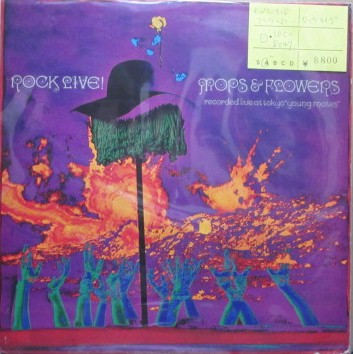 ROCK LIVE!
MOPS & FLOWERS
recorded live at tokyo "young mates"
¥ 8800